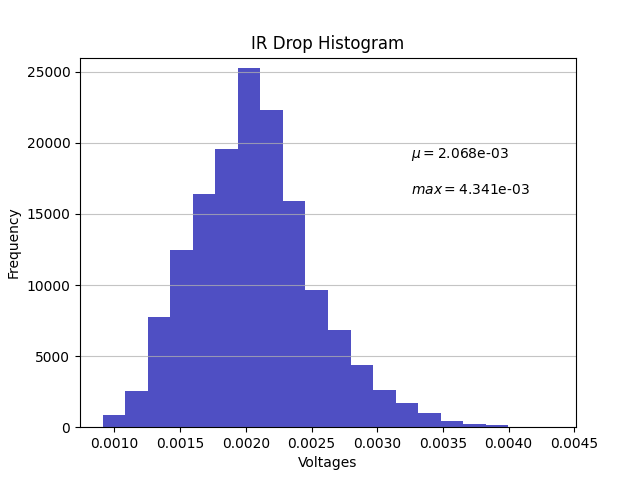 IR Drop Histogram
25000
20000
15000
10000
5000
0
Frequency
μ = 2.068e-03
max = 4.341e-03
0.0010 0.0015 0.0020 0.0025 0.0030 0.0035 0.0040 0.0045
Voltages